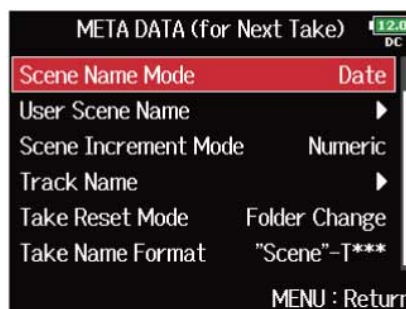 META DATA (for Next Take) 12.0
DC
Scene Name Mode Date
User Scene Name
Scene Increment Mode Numeric
Track Name
Take Reset Mode Folder Change
Take Name Format "Scene"-T***
MENU : Return